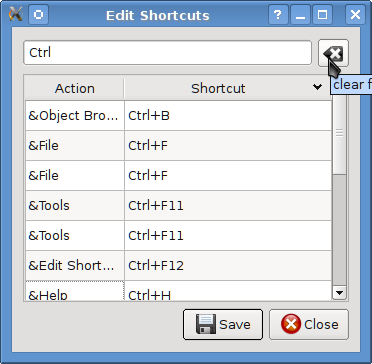 Edit Shortcuts
Ctrl
clear f
Action Shortcut
&Object Bro... Ctrl+B
&File Ctrl+F
&File Ctrl+F
&Tools Ctrl+F11
&Tools Ctrl+F11
&Edit Short... Ctrl+F12
&Help Ctrl+H
Save Close